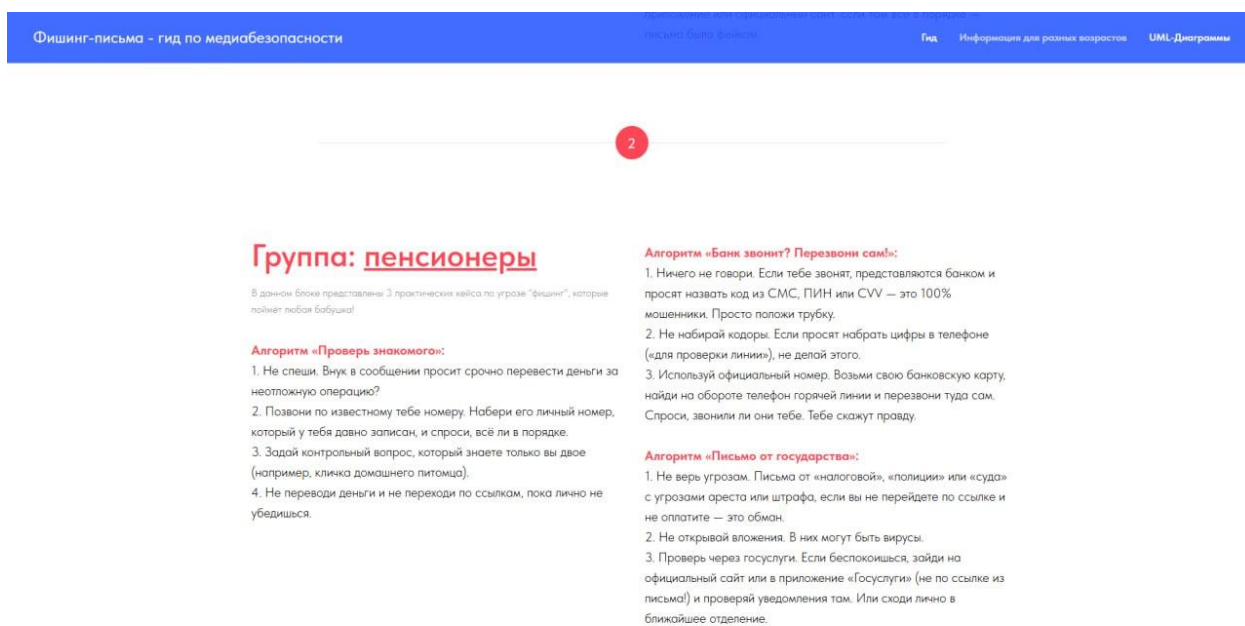 приложение или официальный сайт. Если там всё в порядке —
письмо было фейком.
Фишинг-письма - гид по медиабезопасности
Гид
Информация для разных возрастов
UML-Диаграммы
2
Группа: пенсионеры
В данном блоке представлены 3 практических кейса по угрозе "фишинг", которые
поймёт любая бабушка!
Алгоритм «Проверь знакомого»:
1. Не спеши. Внук в сообщении просит срочно перевести деньги за
неотложную операцию?
2. Позвони по известному тебе номеру. Набери его личный номер,
который у тебя давно записан, и спроси, всё ли в порядке.
3. Задай контрольный вопрос, который знаете только вы двое
(например, кличка домашнего питомца).
4. Не переводи деньги и не переходи по ссылкам, пока лично не
убедишься.
Алгоритм «Банк звонит? Перезвони сам!»:
1. Ничего не говори. Если тебе звонят, представляются банком и
просят назвать код из СМС, ПИН или CVV — это 100%
мошенники. Просто положи трубку.
2. Не набирай кодоры. Если просят набрать цифры в телефоне
(«для проверки линии»), не делай этого.
3. Используй официальный номер. Возьми свою банковскую карту,
найди на обороте телефон горячей линии и перезвони туда сам.
Спроси, звонили ли они тебе. Тебе скажут правду.
Алгоритм «Письмо от государства»:
1. Не верь угрозам. Письма от «налоговой», «полиции» или «суда»
с угрозами ареста или штрафа, если вы не перейдете по ссылке и
не оплатите — это обман.
2. Не открывай вложения. В них могут быть вирусы.
3. Проверь через госуслуги. Если беспокоишься, зайди на
официальный сайт или в приложение «Госуслуги» (не по ссылке из
письма!) и проверяй уведомления там. Или сходи лично в
ближайшее отделение.